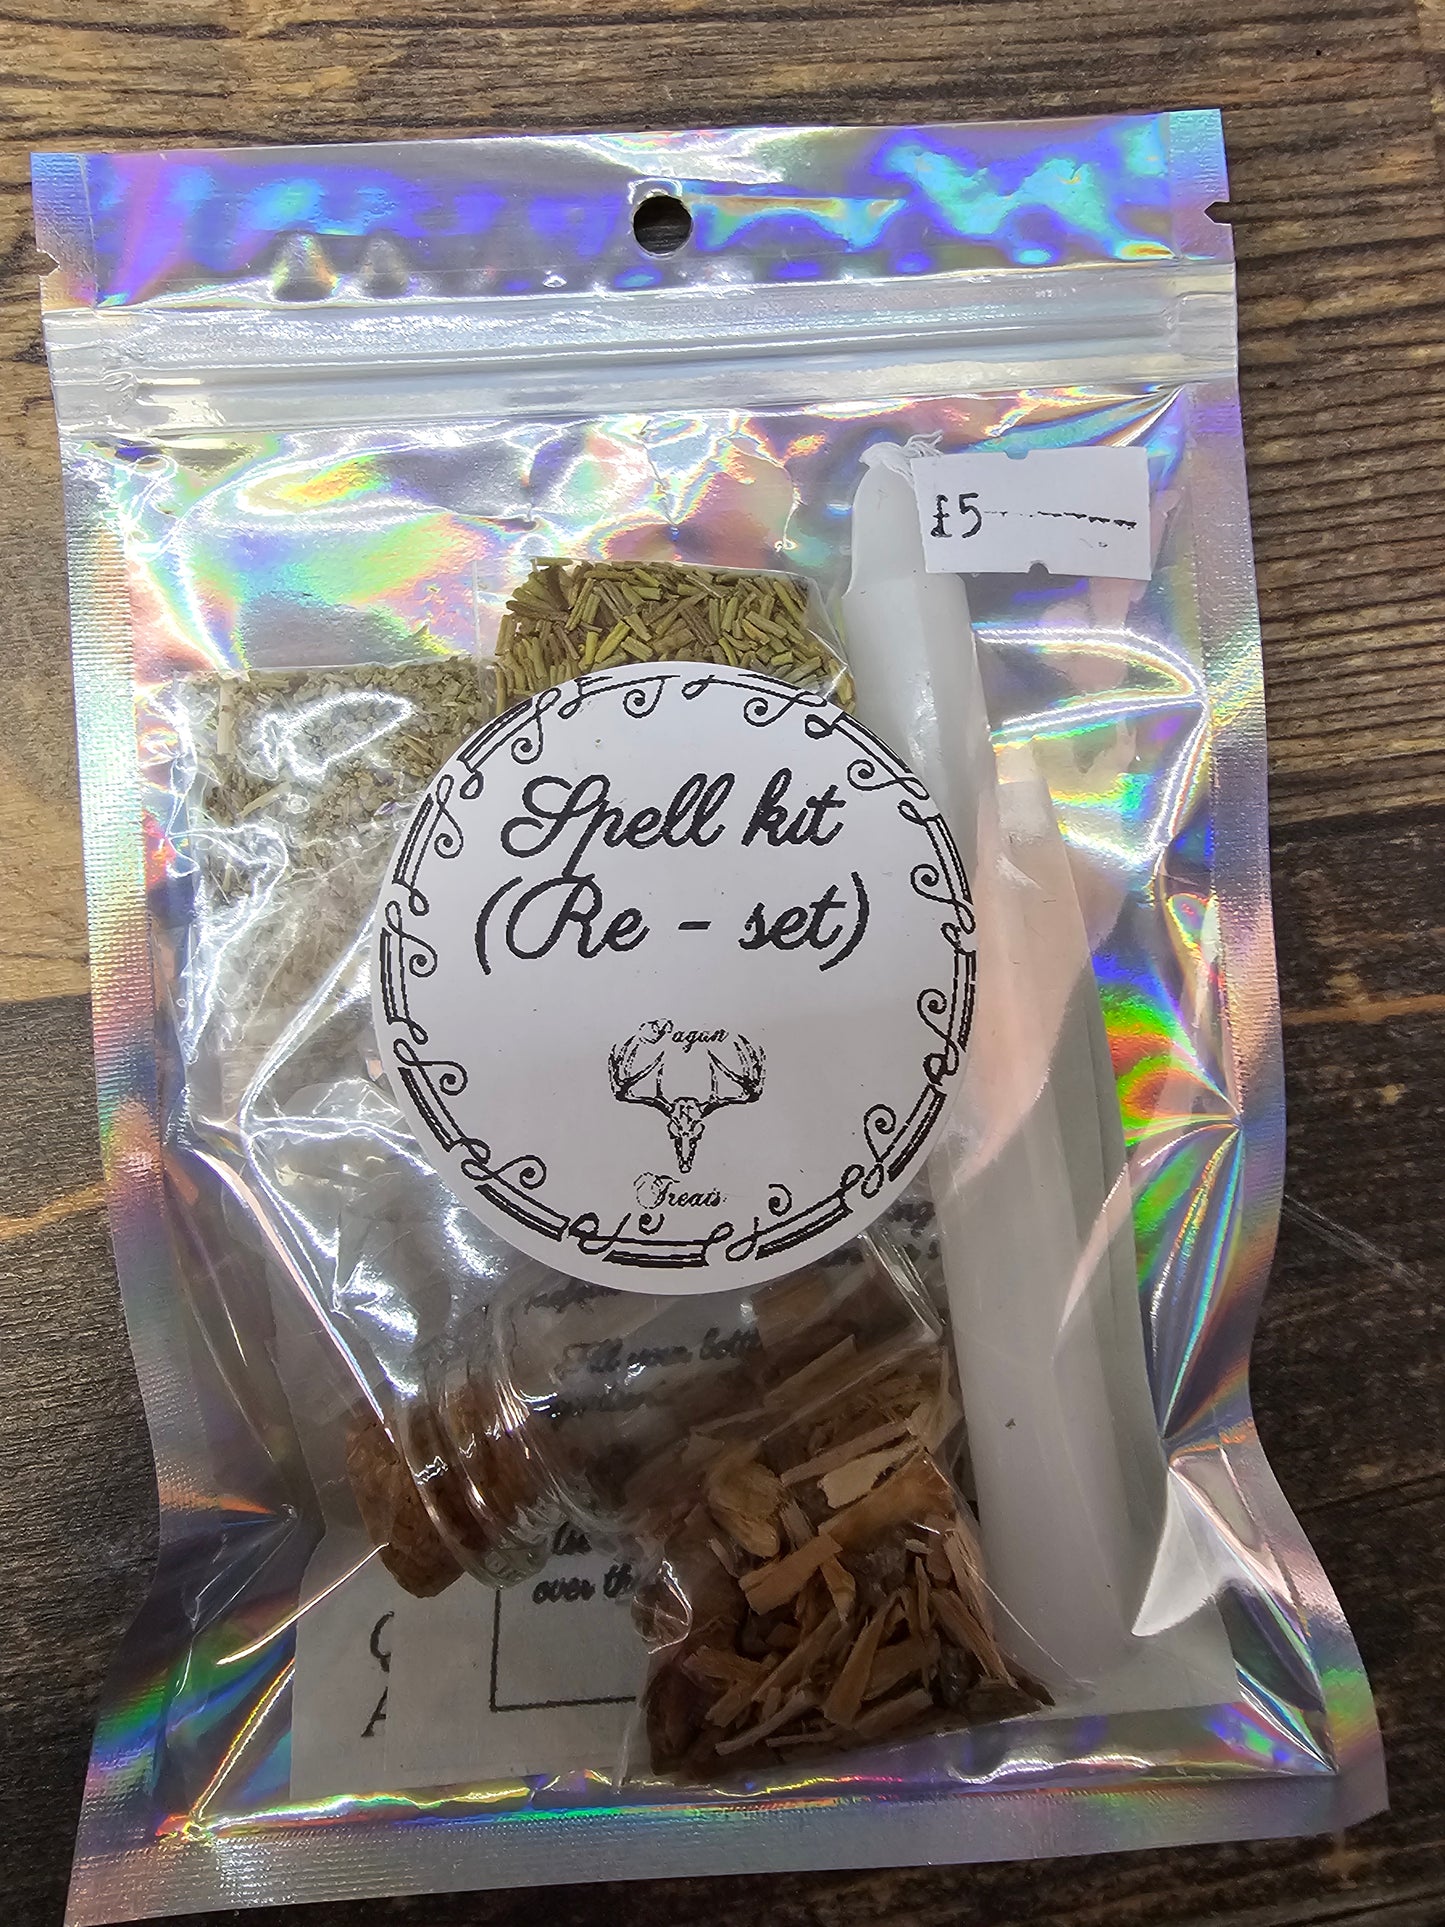 £5
Spell kit
(Re - set)
Pagan
Treats
Fill your bottle
over the